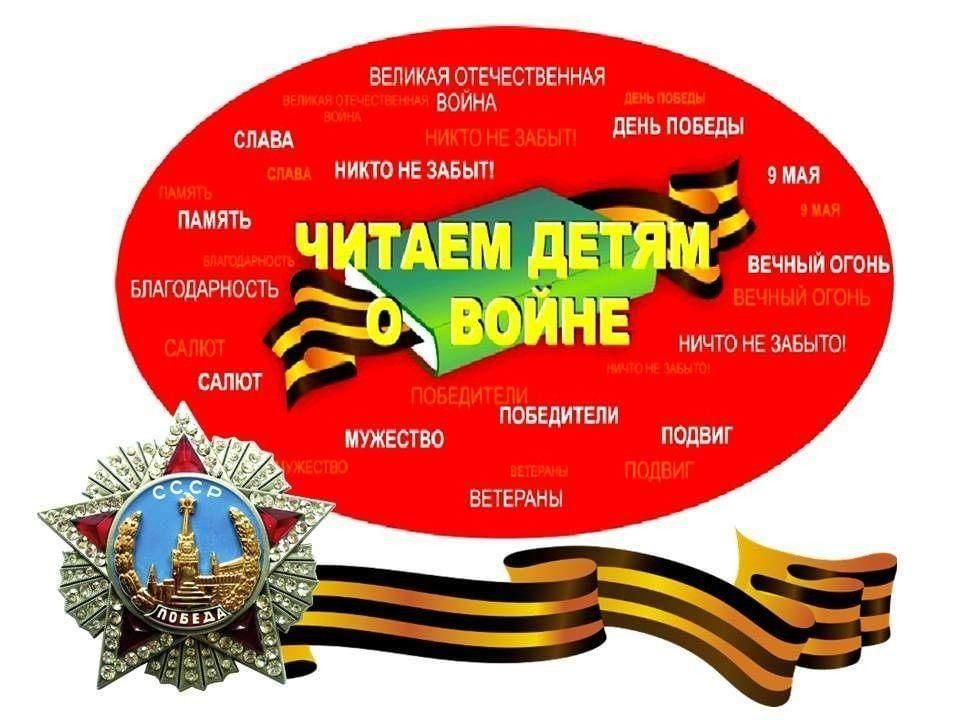 ВЕЛИКАЯ ОТЕЧЕСТВЕННАЯ
ВОЙНА
ВЕЛИКАЯ ОТЕЧЕСТВЕННАЯ
ВОЙНА
ДЕНЬ ПОБЕДЫ
ДЕНЬ ПОБЕДЫ
СЛАВА
НИКТО НЕ ЗАБЫТ!
СЛАВА
НИКТО НЕ ЗАБЫТ!
9 МАЯ
ПАМЯТЬ
ПАМЯТЬ
9 МАЯ
ЧИТАЕМ ДЕТЯМ
О ВОЙНЕ
БЛАГОДАРНОСТЬ
БЛАГОДАРНОСТЬ
ВЕЧНЫЙ ОГОНЬ
ВЕЧНЫЙ ОГОНЬ
САЛЮТ
САЛЮТ
НИЧТО НЕ ЗАБЫТО!
НИЧТО НЕ ЗАБЫТО!
ПОБЕДИТЕЛИ
ПОБЕДИТЕЛИ
МУЖЕСТВО
ПОДВИГ
МУЖЕСТВО
ВЕТЕРАНЫ
ПОДВИГ
ВЕТЕРАНЫ
СССР
ПОБЕДА